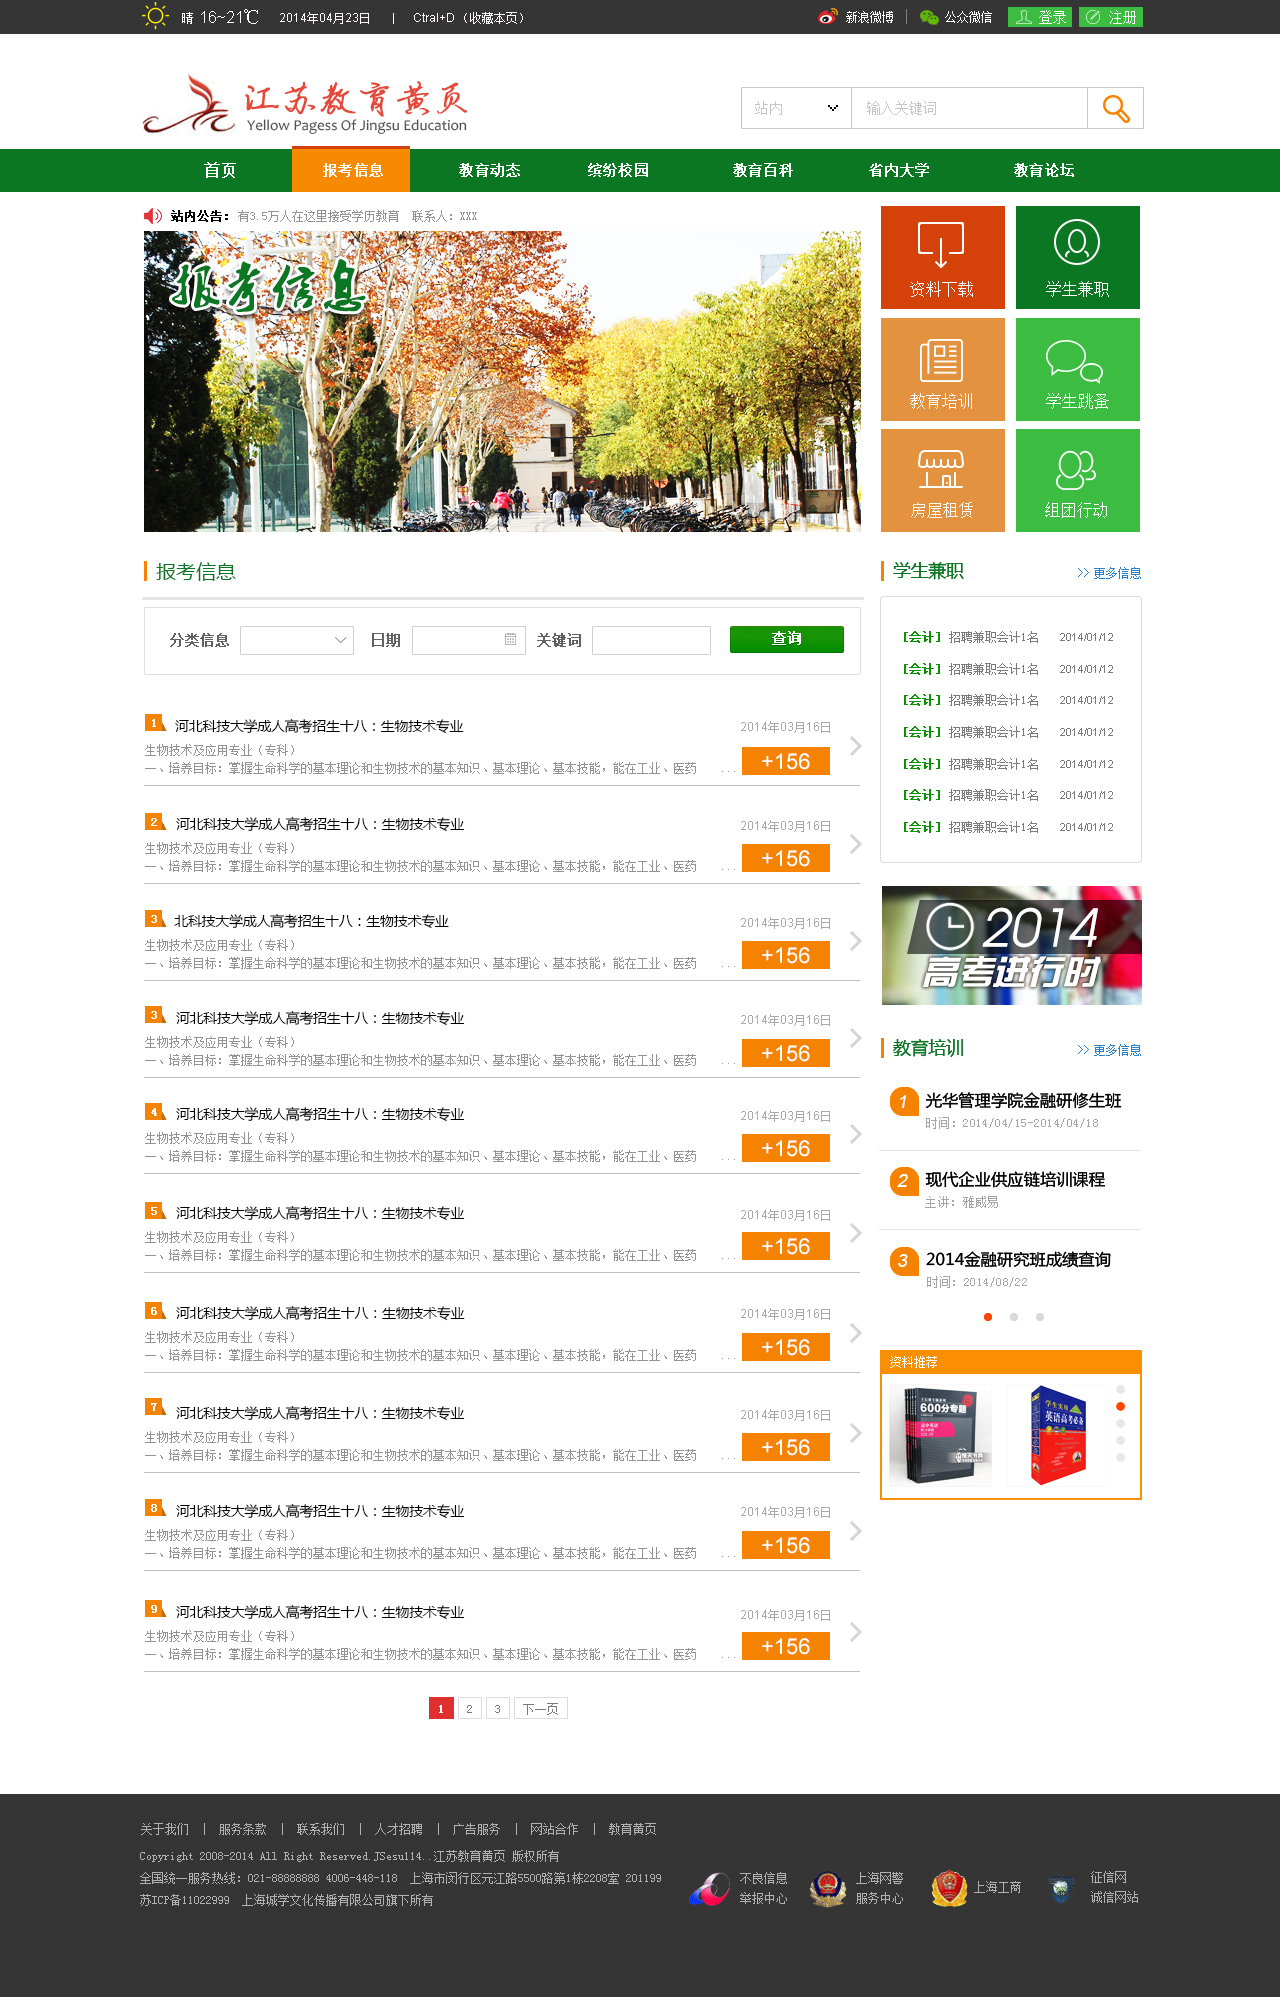 晴 16~21℃ 2014年04月23日 | Ctral+D（收藏本页） 新浪微博 | 公众微信 登录 注册
江苏教育黄页
Yellow Pagess Of Jingsu Education
站内 输入关键词
首页 报考信息 教育动态 缤纷校园 教育百科 省内大学 教育论坛
站内公告： 有3.5万人在这里接受学历教育 联系人：XXX
报考信息
资料下载 学生兼职
教育培训 学生跳蚤
房屋租赁 组团行动
报考信息
分类信息 日期 关键词 查询
1 河北科技大学成人高考招生十八：生物技术专业 2014年03月16日
生物技术及应用专业（专科）
一、培养目标：掌握生命科学的基本理论和生物技术的基本知识、基本理论、基本技能，能在工业、医药 ... +156
2 河北科技大学成人高考招生十八：生物技术专业 2014年03月16日
生物技术及应用专业（专科）
一、培养目标：掌握生命科学的基本理论和生物技术的基本知识、基本理论、基本技能，能在工业、医药 ... +156
3 北科技大学成人高考招生十八：生物技术专业 2014年03月16日
生物技术及应用专业（专科）
一、培养目标：掌握生命科学的基本理论和生物技术的基本知识、基本理论、基本技能，能在工业、医药 ... +156
3 河北科技大学成人高考招生十八：生物技术专业 2014年03月16日
生物技术及应用专业（专科）
一、培养目标：掌握生命科学的基本理论和生物技术的基本知识、基本理论、基本技能，能在工业、医药 ... +156
4 河北科技大学成人高考招生十八：生物技术专业 2014年03月16日
生物技术及应用专业（专科）
一、培养目标：掌握生命科学的基本理论和生物技术的基本知识、基本理论、基本技能，能在工业、医药 ... +156
5 河北科技大学成人高考招生十八：生物技术专业 2014年03月16日
生物技术及应用专业（专科）
一、培养目标：掌握生命科学的基本理论和生物技术的基本知识、基本理论、基本技能，能在工业、医药 ... +156
6 河北科技大学成人高考招生十八：生物技术专业 2014年03月16日
生物技术及应用专业（专科）
一、培养目标：掌握生命科学的基本理论和生物技术的基本知识、基本理论、基本技能，能在工业、医药 ... +156
7 河北科技大学成人高考招生十八：生物技术专业 2014年03月16日
生物技术及应用专业（专科）
一、培养目标：掌握生命科学的基本理论和生物技术的基本知识、基本理论、基本技能，能在工业、医药 ... +156
8 河北科技大学成人高考招生十八：生物技术专业 2014年03月16日
生物技术及应用专业（专科）
一、培养目标：掌握生命科学的基本理论和生物技术的基本知识、基本理论、基本技能，能在工业、医药 ... +156
9 河北科技大学成人高考招生十八：生物技术专业 2014年03月16日
生物技术及应用专业（专科）
一、培养目标：掌握生命科学的基本理论和生物技术的基本知识、基本理论、基本技能，能在工业、医药 ... +156
1 2 3 下一页
学生兼职 >> 更多信息
[会计] 招聘兼职会计1名 2014/01/12
[会计] 招聘兼职会计1名 2014/01/12
[会计] 招聘兼职会计1名 2014/01/12
[会计] 招聘兼职会计1名 2014/01/12
[会计] 招聘兼职会计1名 2014/01/12
[会计] 招聘兼职会计1名 2014/01/12
[会计] 招聘兼职会计1名 2014/01/12
2014
高考进行时
教育培训 >> 更多信息
1 光华管理学院金融研修生班
时间：2014/04/15-2014/04/18
2 现代企业供应链培训课程
主讲：雅威易
3 2014金融研究班成绩查询
时间：2014/08/22
资料推荐
600分专题
学生实用
英语高考必备
关于我们 | 服务条款 | 联系我们 | 人才招聘 | 广告服务 | 网站合作 | 教育黄页
Copyright 2008-2014 All Right Reserved.JSesu114..江苏教育黄页 版权所有
全国统一服务热线：021-88888888 4006-448-118 上海市闵行区元江路5500路第1栋2208室 201199
苏ICP备11022999 上海城学文化传播有限公司旗下所有
不良信息
举报中心
上海网警
服务中心
上海工商
征信网
诚信网站